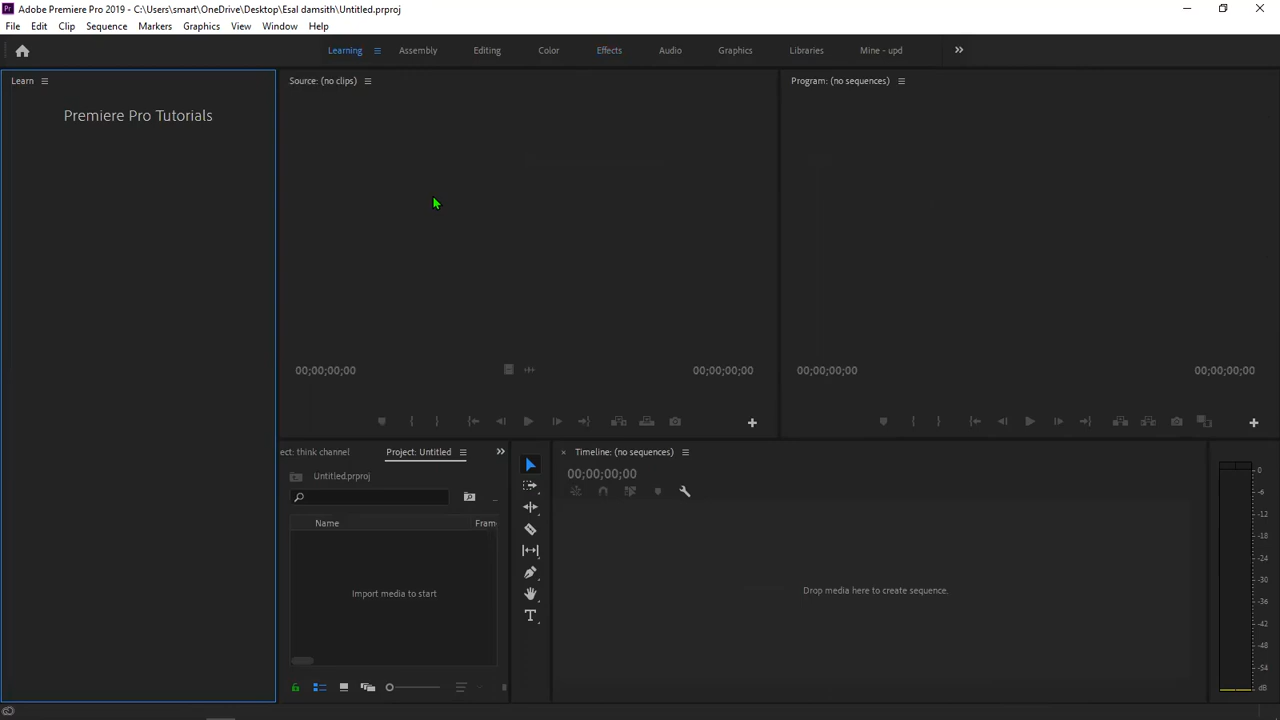 Adobe Premiere Pro 2019 - C:\Users\smart\OneDrive\Desktop\Esal damsith\Untitled.prproj
File Edit Clip Sequence Markers Graphics View Window Help
Learning Assembly Editing Color Effects Audio Graphics Libraries Mine - upd
Learn
Source: (no clips)
Program: (no sequences)
Premiere Pro Tutorials
00;00;00;00
00;00;00;00
00;00;00;00
00;00;00;00
ect: think channel
Project: Untitled
Timeline: (no sequences)
Untitled.prproj
00;00;00;00
Name
Fram
Import media to start
Drop media here to create sequence.
0
-6
-12
-18
-24
-30
-36
-42
-48
-54
dB